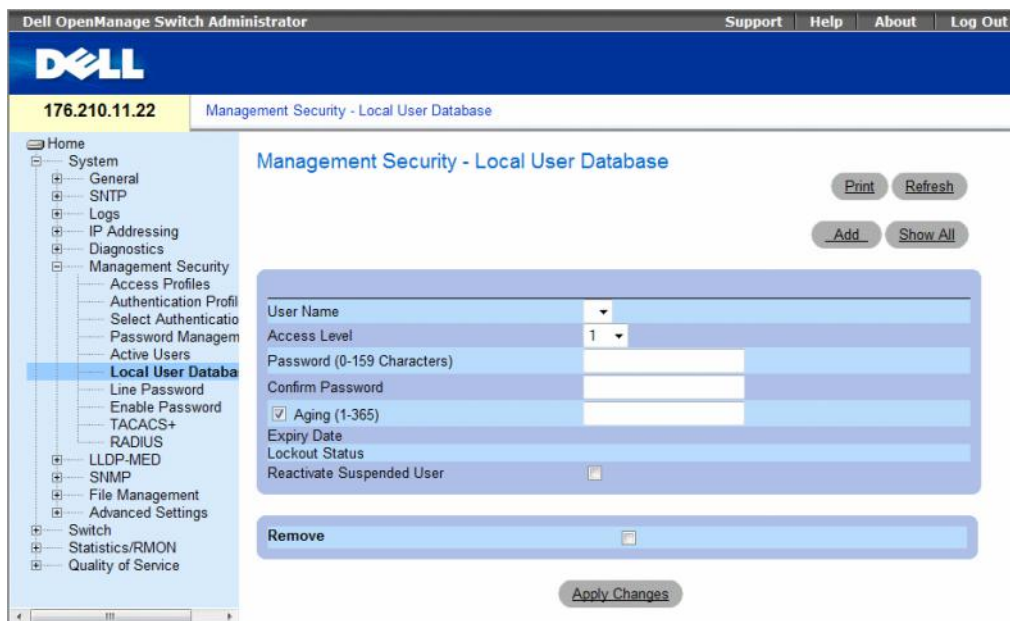 Dell OpenManage Switch Administrator
Support | Help | About | Log Out
DELL
176.210.11.22
Management Security - Local User Database
Home
System
General
SNTP
Logs
IP Addressing
Diagnostics
Management Security
Access Profiles
Authentication Profil
Select Authenticatio
Password Managem
Active Users
Local User Databa
Line Password
Enable Password
TACACS+
RADIUS
LLDP-MED
SNMP
File Management
Advanced Settings
Switch
Statistics/RMON
Quality of Service
Management Security - Local User Database
Print Refresh
Add Show All
User Name
Access Level 1
Password (0-159 Characters)
Confirm Password
Aging (1-365)
Expiry Date
Lockout Status
Reactivate Suspended User
Remove
Apply Changes